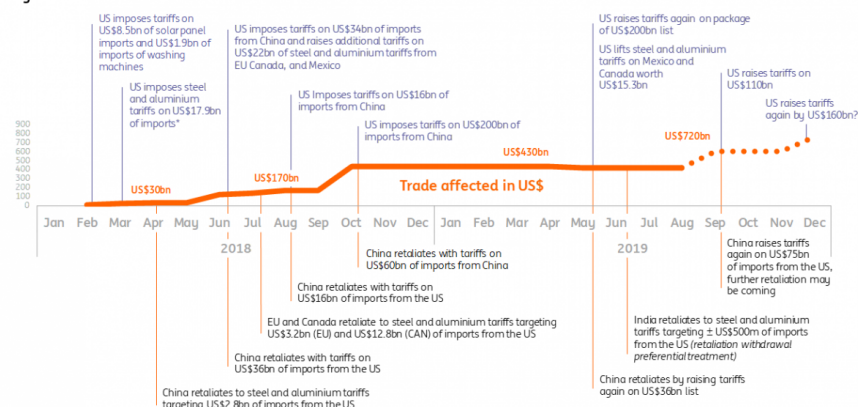 US imposes tariffs on
US$8.5bn of solar panel
imports and US$1.9bn of
imports of washing
machines
US imposes steel
and aluminium
tariffs on US$17.9bn
of imports*
US imposes tariffs on US$34bn of imports
from China and raises additional tariffs on
US$22bn of steel and aluminium tariffs from
EU Canada, and Mexico
US Imposes tariffs on US$16bn of
imports from China
US imposes tariffs on US$200bn of
imports from China
US raises tariffs again on package
of US$200bn list
US lifts steel and aluminium
tariffs on Mexico and
Canada worth
US$15.3bn
US raises tariffs on
US$110bn
US raises tariffs
again by US$160bn?
900
800
700
600
500
400
300
200
100
0
US$30bn
US$170bn
US$430bn
US$720bn
Trade affected in US$
Jan Feb Mar Apr May Jun Jul Aug Sep Oct Nov Dec Jan Feb Mar Apr May Jun Jul Aug Sep Oct Nov Dec
2018 2019
China retaliates with tariffs on
US$60bn of imports from China
China retaliates with tariffs on
US$16bn of imports from the US
EU and Canada retaliate to steel and aluminium tariffs targeting
US$3.2bn (EU) and US$12.8bn (CAN) of imports from the US
China retaliates with tariffs on
US$36bn of imports from the US
China retaliates to steel and aluminium tariffs
targeting US$2.8bn of imports from the US
China raises tariffs
again on US$75bn
of imports from the US,
further retaliation may
be coming
India retaliates to steel and aluminium
tariffs targeting ± US$500m of imports
from the US (retaliation withdrawal
preferential treatment)
China retaliates by raising tariffs
again on US$36bn list